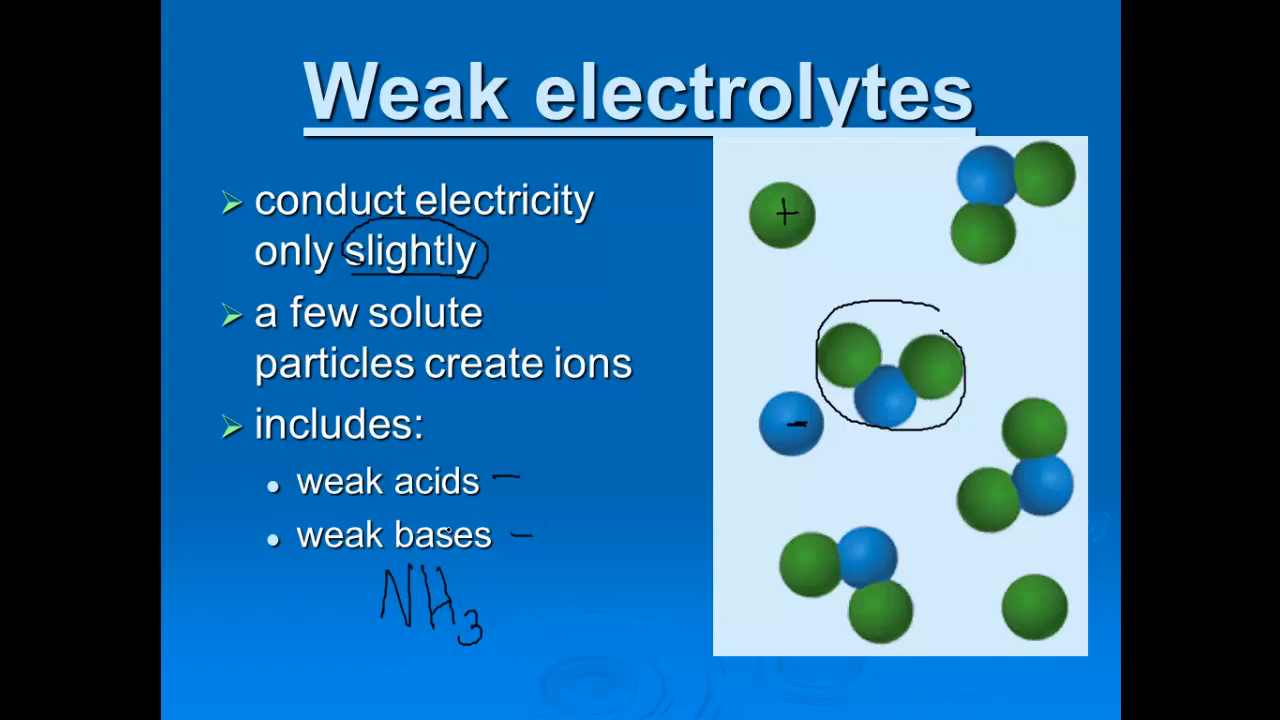 Weak electrolytes
conduct electricity
only slightly
a few solute
particles create ions
includes:
weak acids –
weak bases –
NH3
+
-